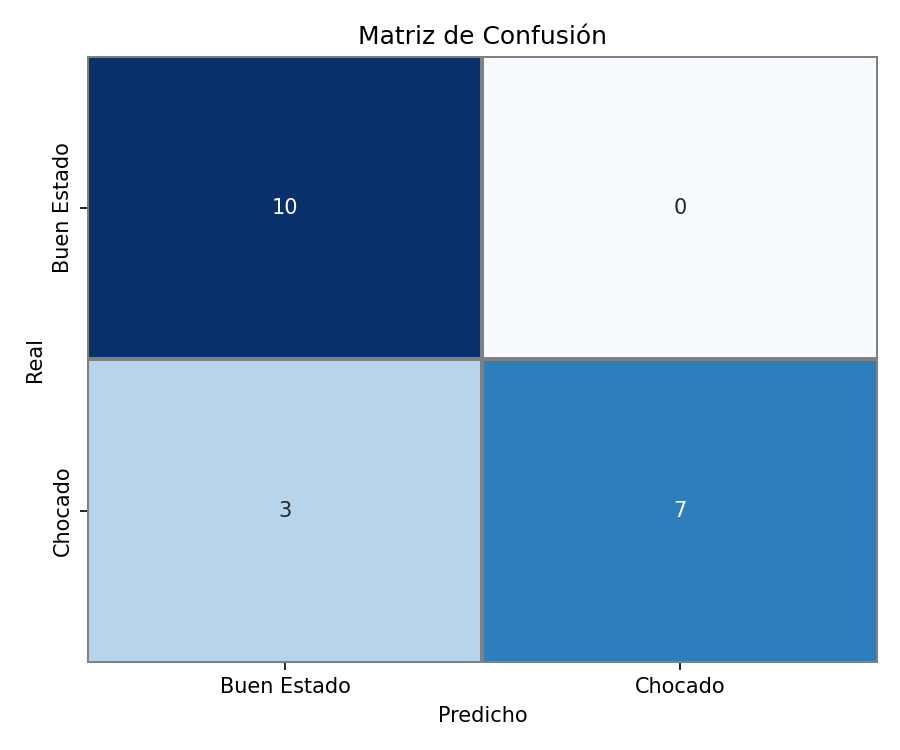 Matriz de Confusión
Buen Estado
10
0
Real
Chocado
3
7
Buen Estado
Chocado
Predicho